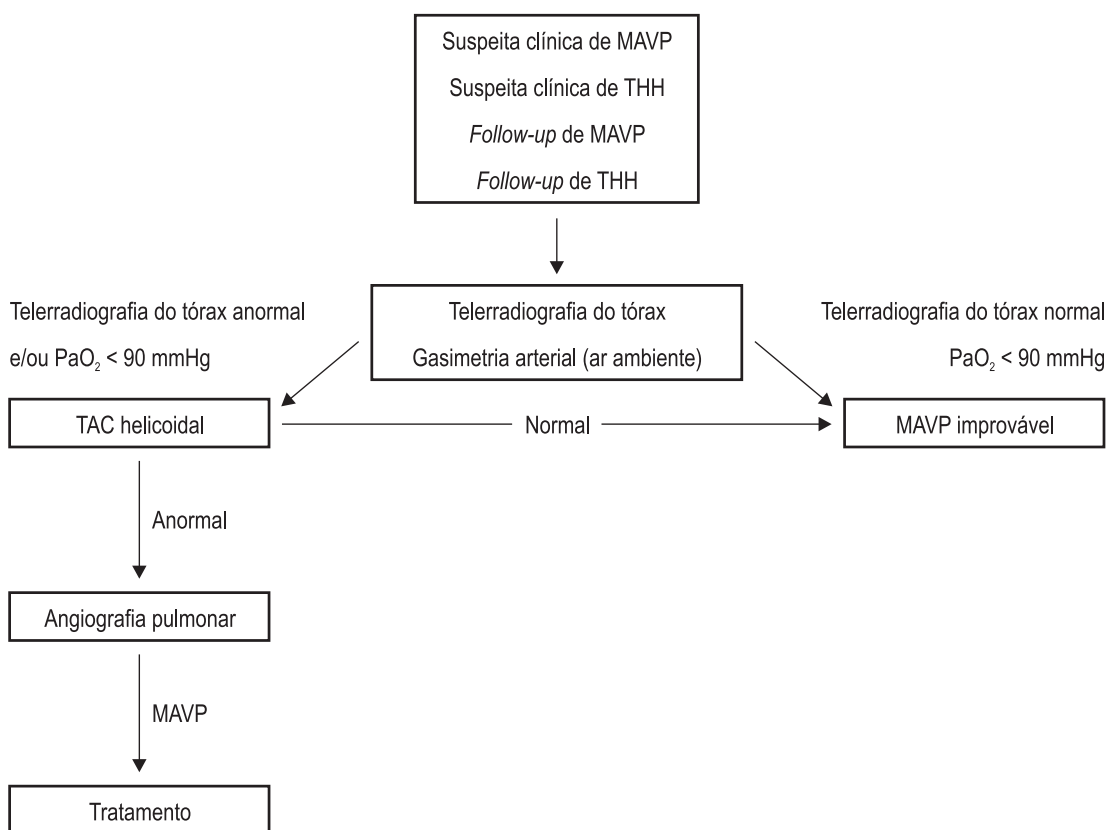 Suspeita clínica de MAVP
Suspeita clínica de THH
Follow-up de MAVP
Follow-up de THH
Telerradiografia do tórax anormal
e/ou PaO₂ < 90 mmHg
Telerradiografia do tórax
Gasimetria arterial (ar ambiente)
Telerradiografia do tórax normal
PaO₂ < 90 mmHg
TAC helicoidal
Normal
MAVP improvável
Anormal
Angiografia pulmonar
MAVP
Tratamento